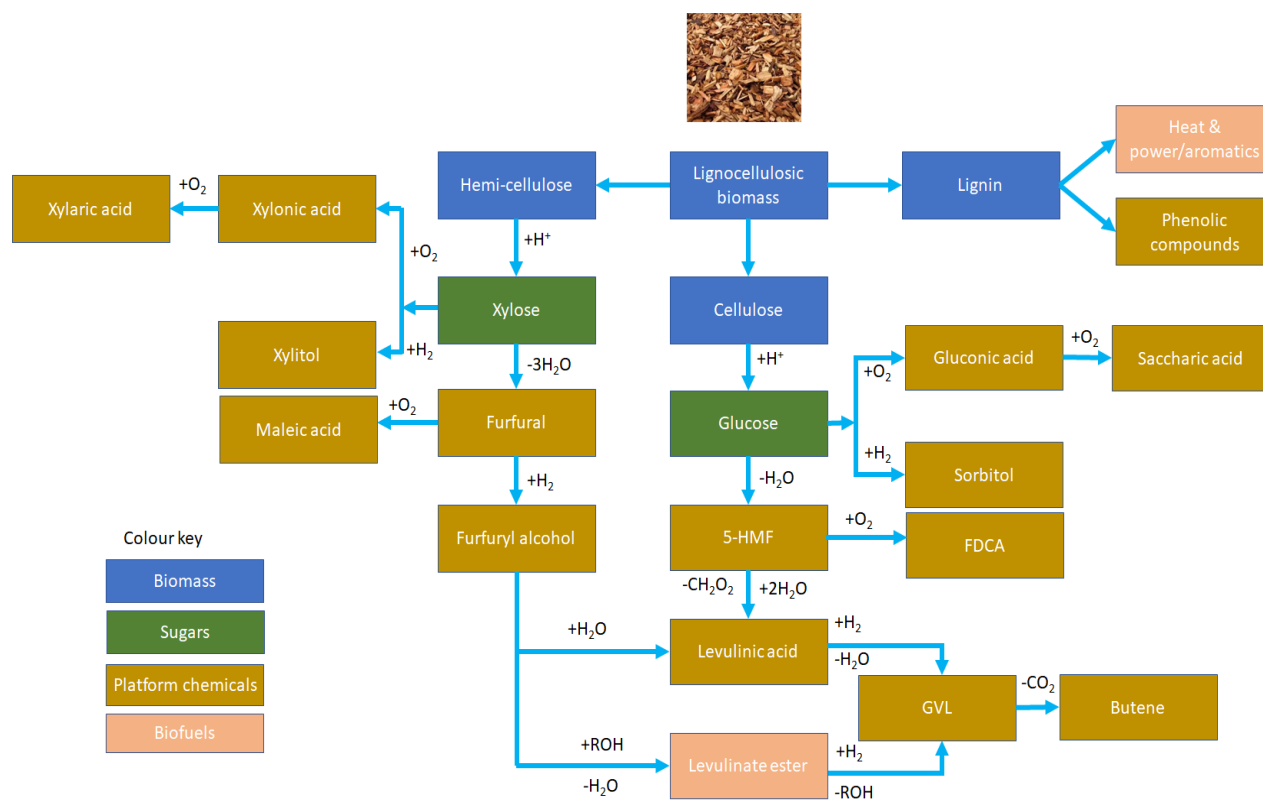 Heat &
power/aromatics
Hemi-cellulose
Lignocellulosic
biomass
Lignin
Xylaric acid
+O₂
Xylonic acid
Phenolic
compounds
+H⁺
+O₂
Xylose
Cellulose
Xylitol
+H₂
-3H₂O
+H⁺
+O₂
Gluconic acid
+O₂
Saccharic acid
Maleic acid
+O₂
Furfural
Glucose
+H₂
-H₂O
+H₂
Sorbitol
Furfuryl alcohol
5-HMF
+O₂
FDCA
Colour key
Biomass
Sugars
Platform chemicals
Biofuels
-CH₂O₂
+2H₂O
+H₂O
Levulinic acid
+H₂
-H₂O
GVL
-CO₂
Butene
+ROH
-H₂O
Levulinate ester
+H₂
-ROH